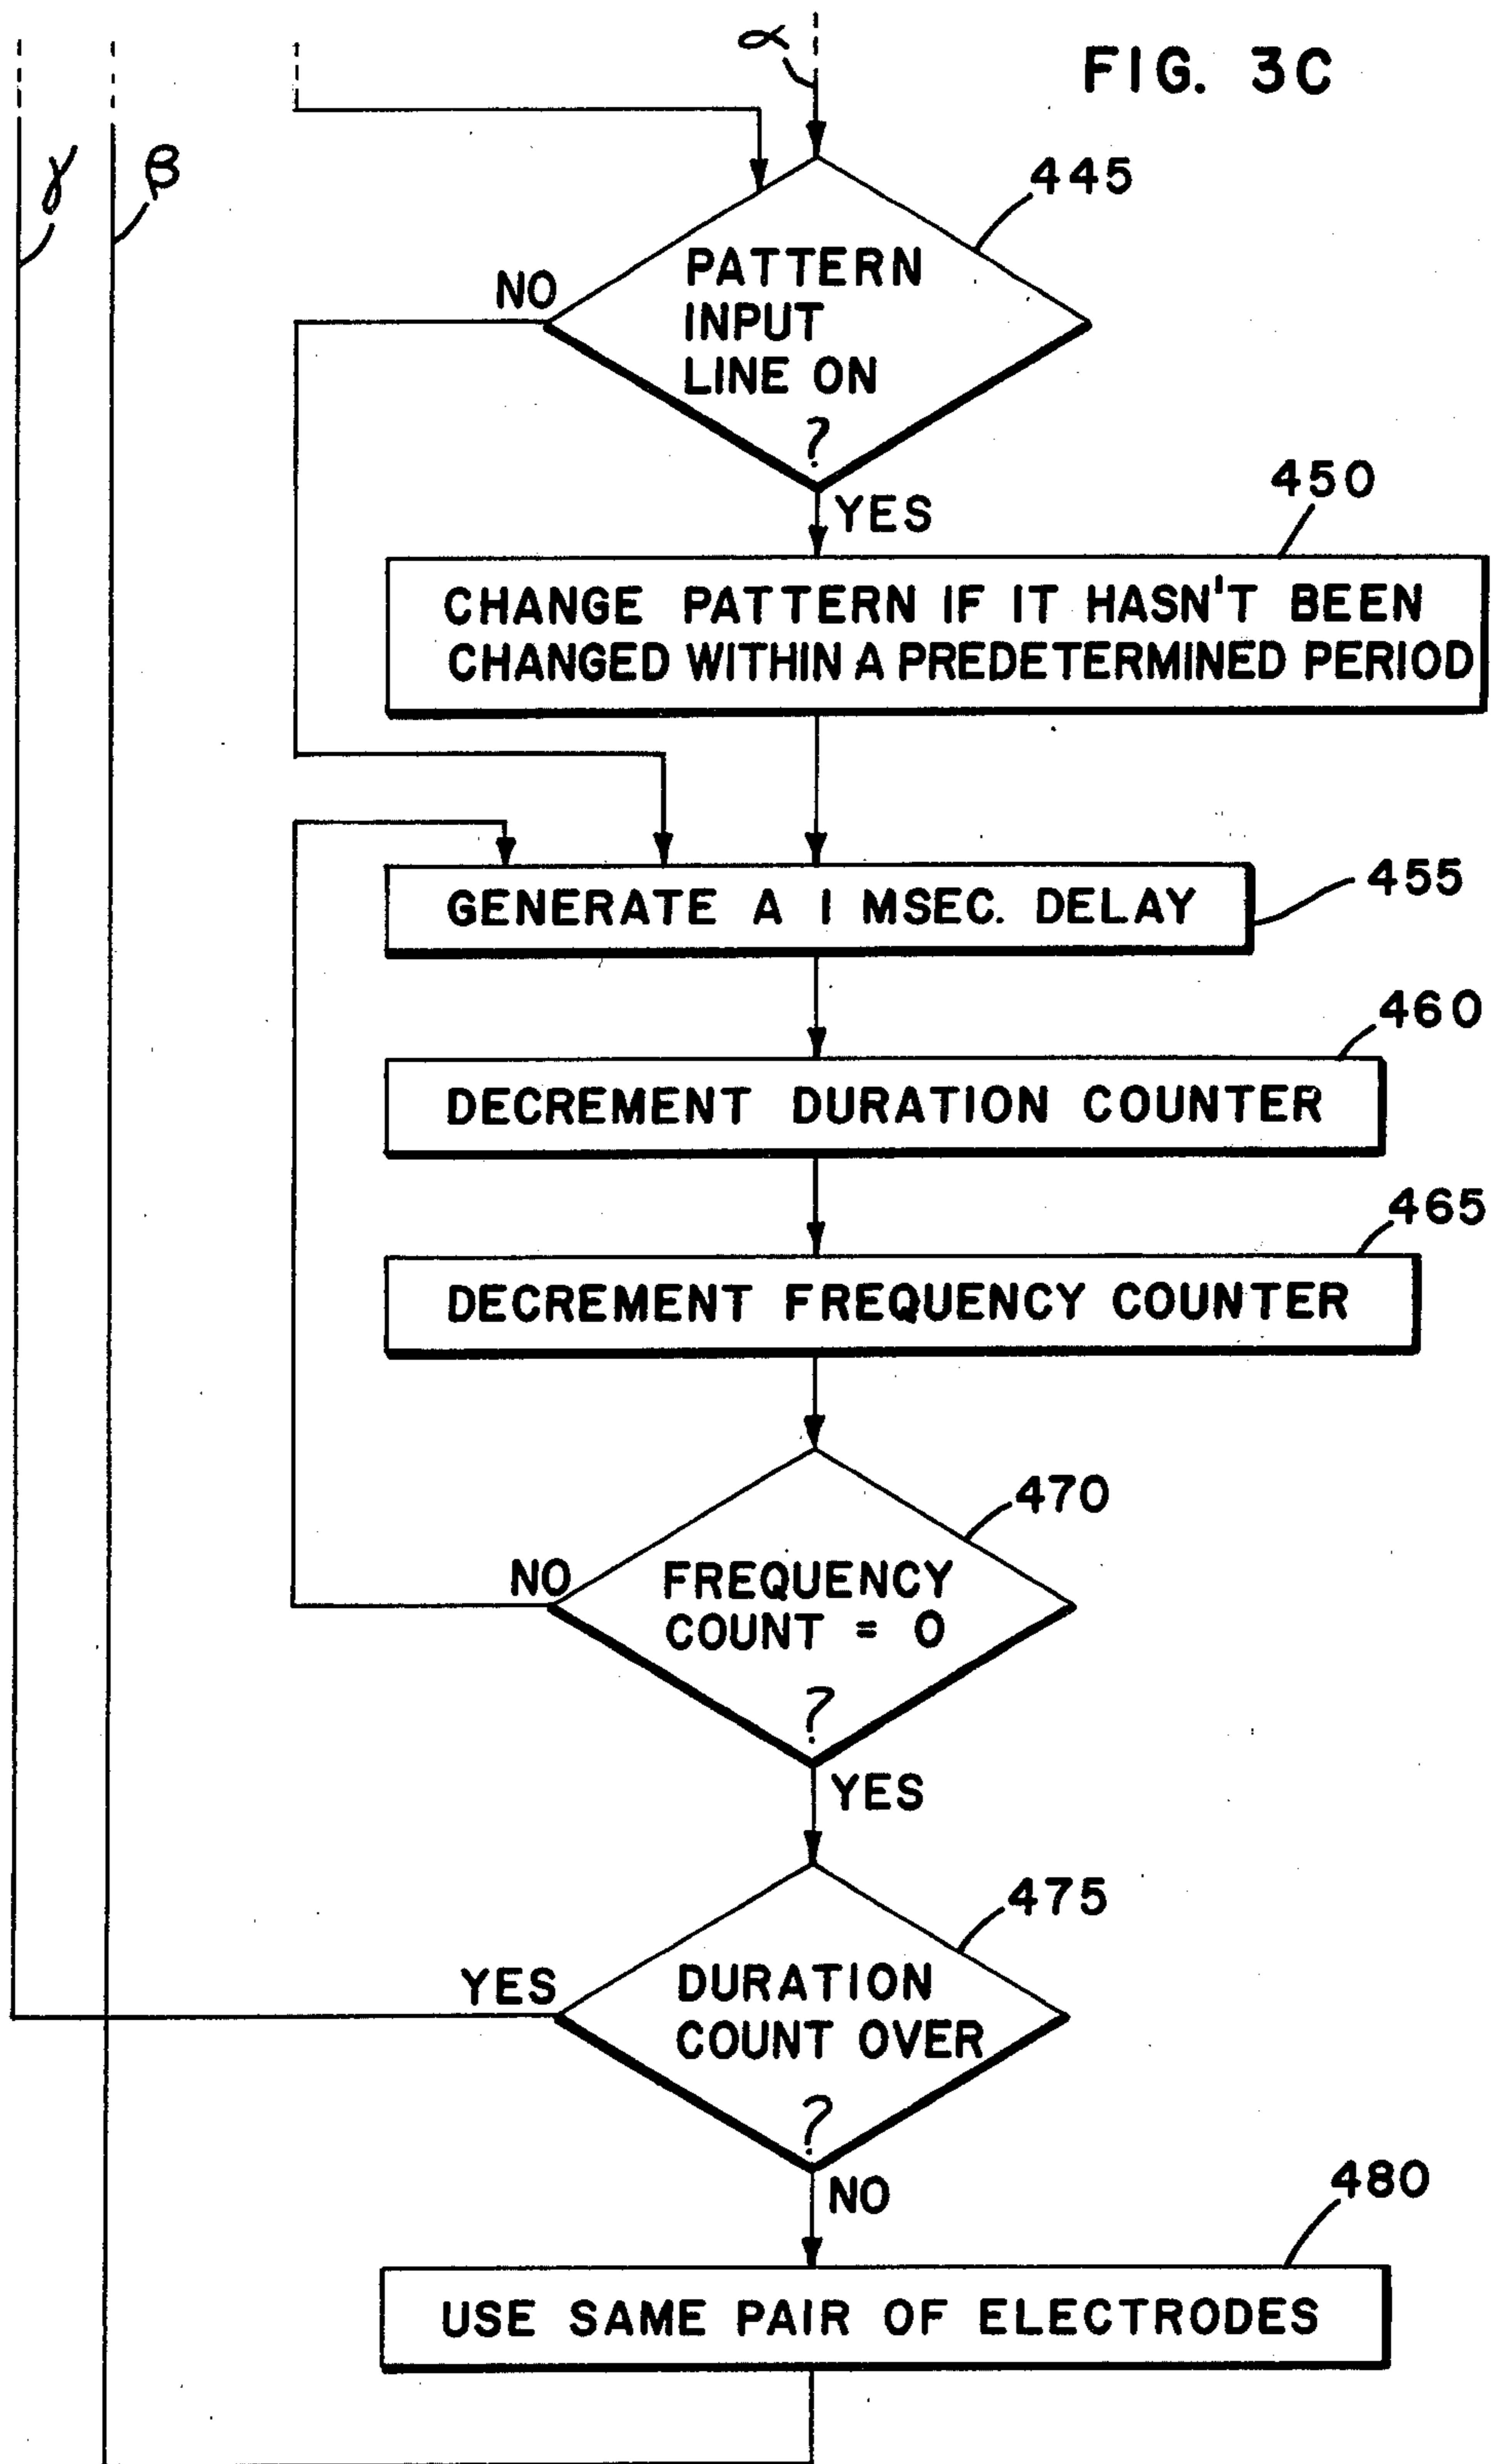 α
FIG. 3C
γ
β
445
NO
PATTERN
INPUT
LINE ON
?
YES
450
CHANGE PATTERN IF IT HASN'T BEEN
CHANGED WITHIN A PREDETERMINED PERIOD
GENERATE A 1 MSEC. DELAY
455
460
DECREMENT DURATION COUNTER
465
DECREMENT FREQUENCY COUNTER
470
NO
FREQUENCY
COUNT = 0
?
YES
475
YES
DURATION
COUNT OVER
?
NO
480
USE SAME PAIR OF ELECTRODES